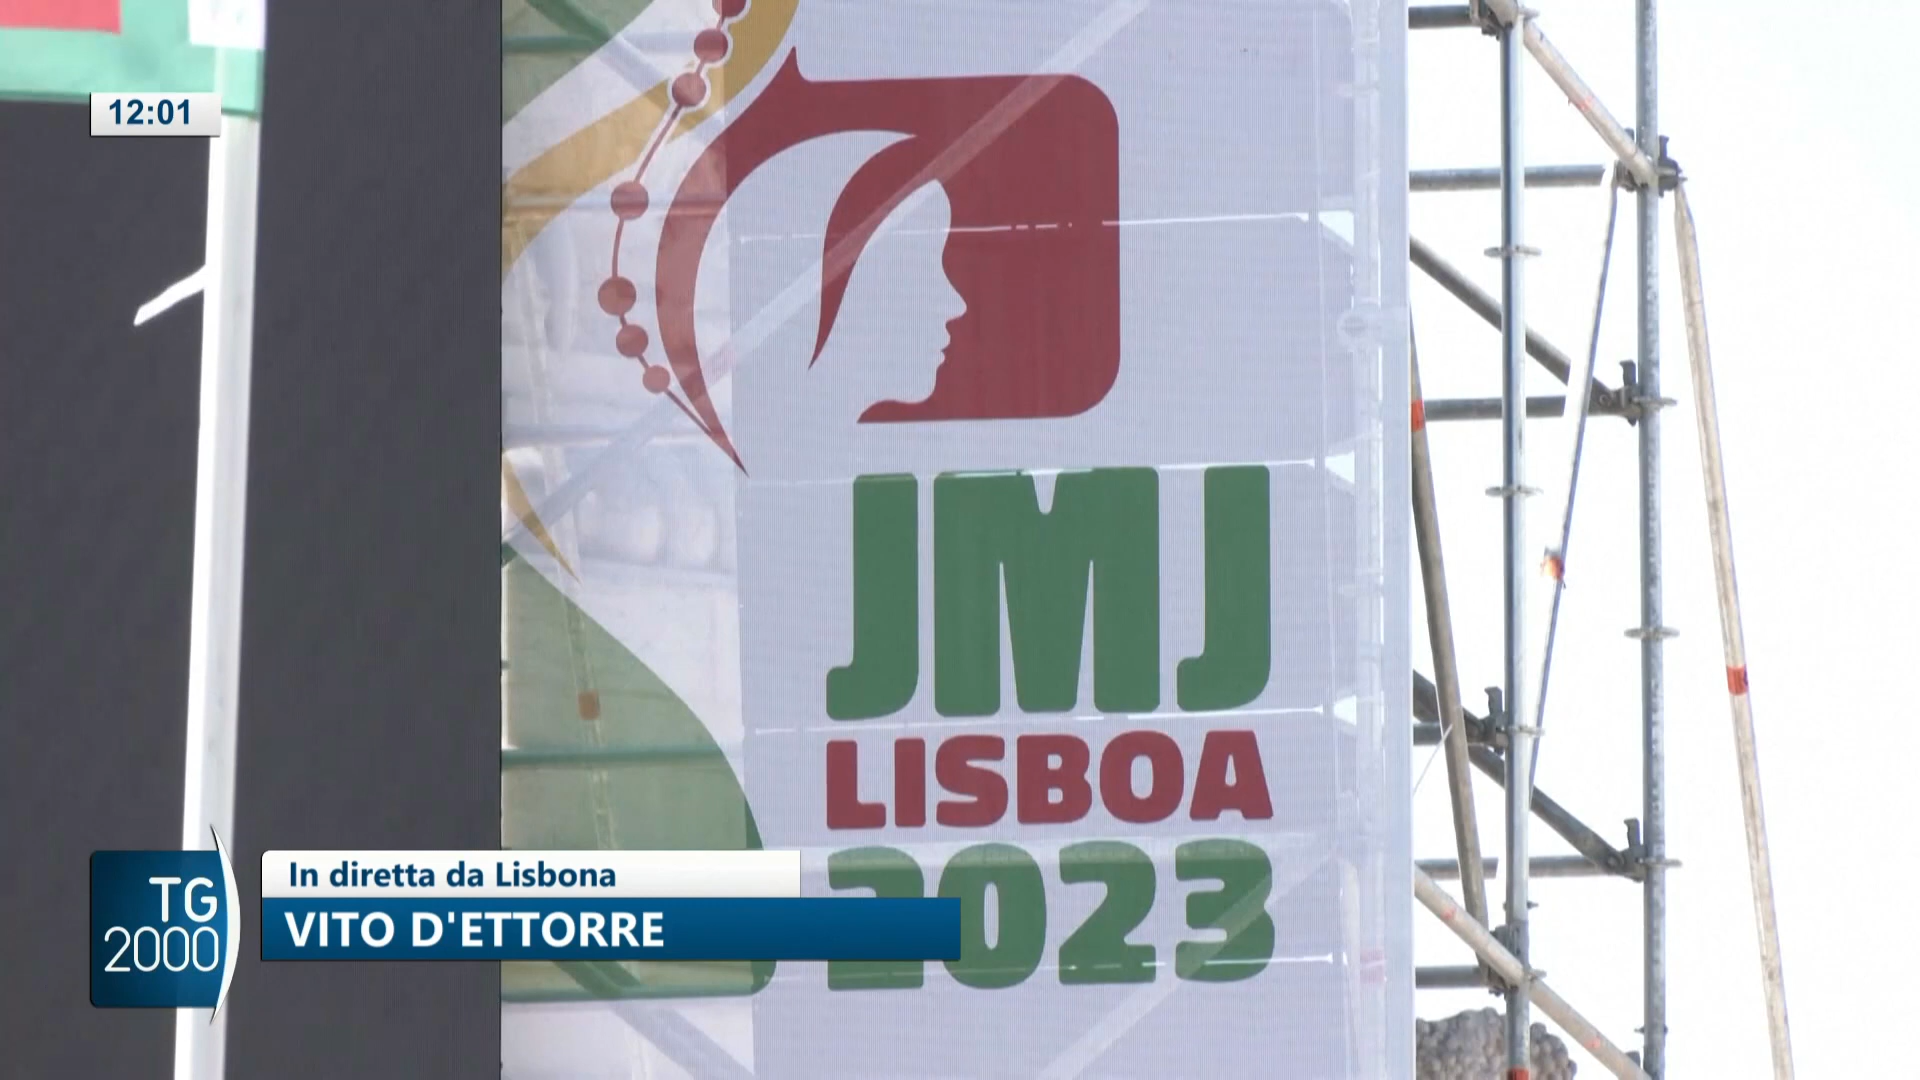 12:01
JMJ
LISBOA
2023
TG
2000
In diretta da Lisbona
VITO D'ETTORRE